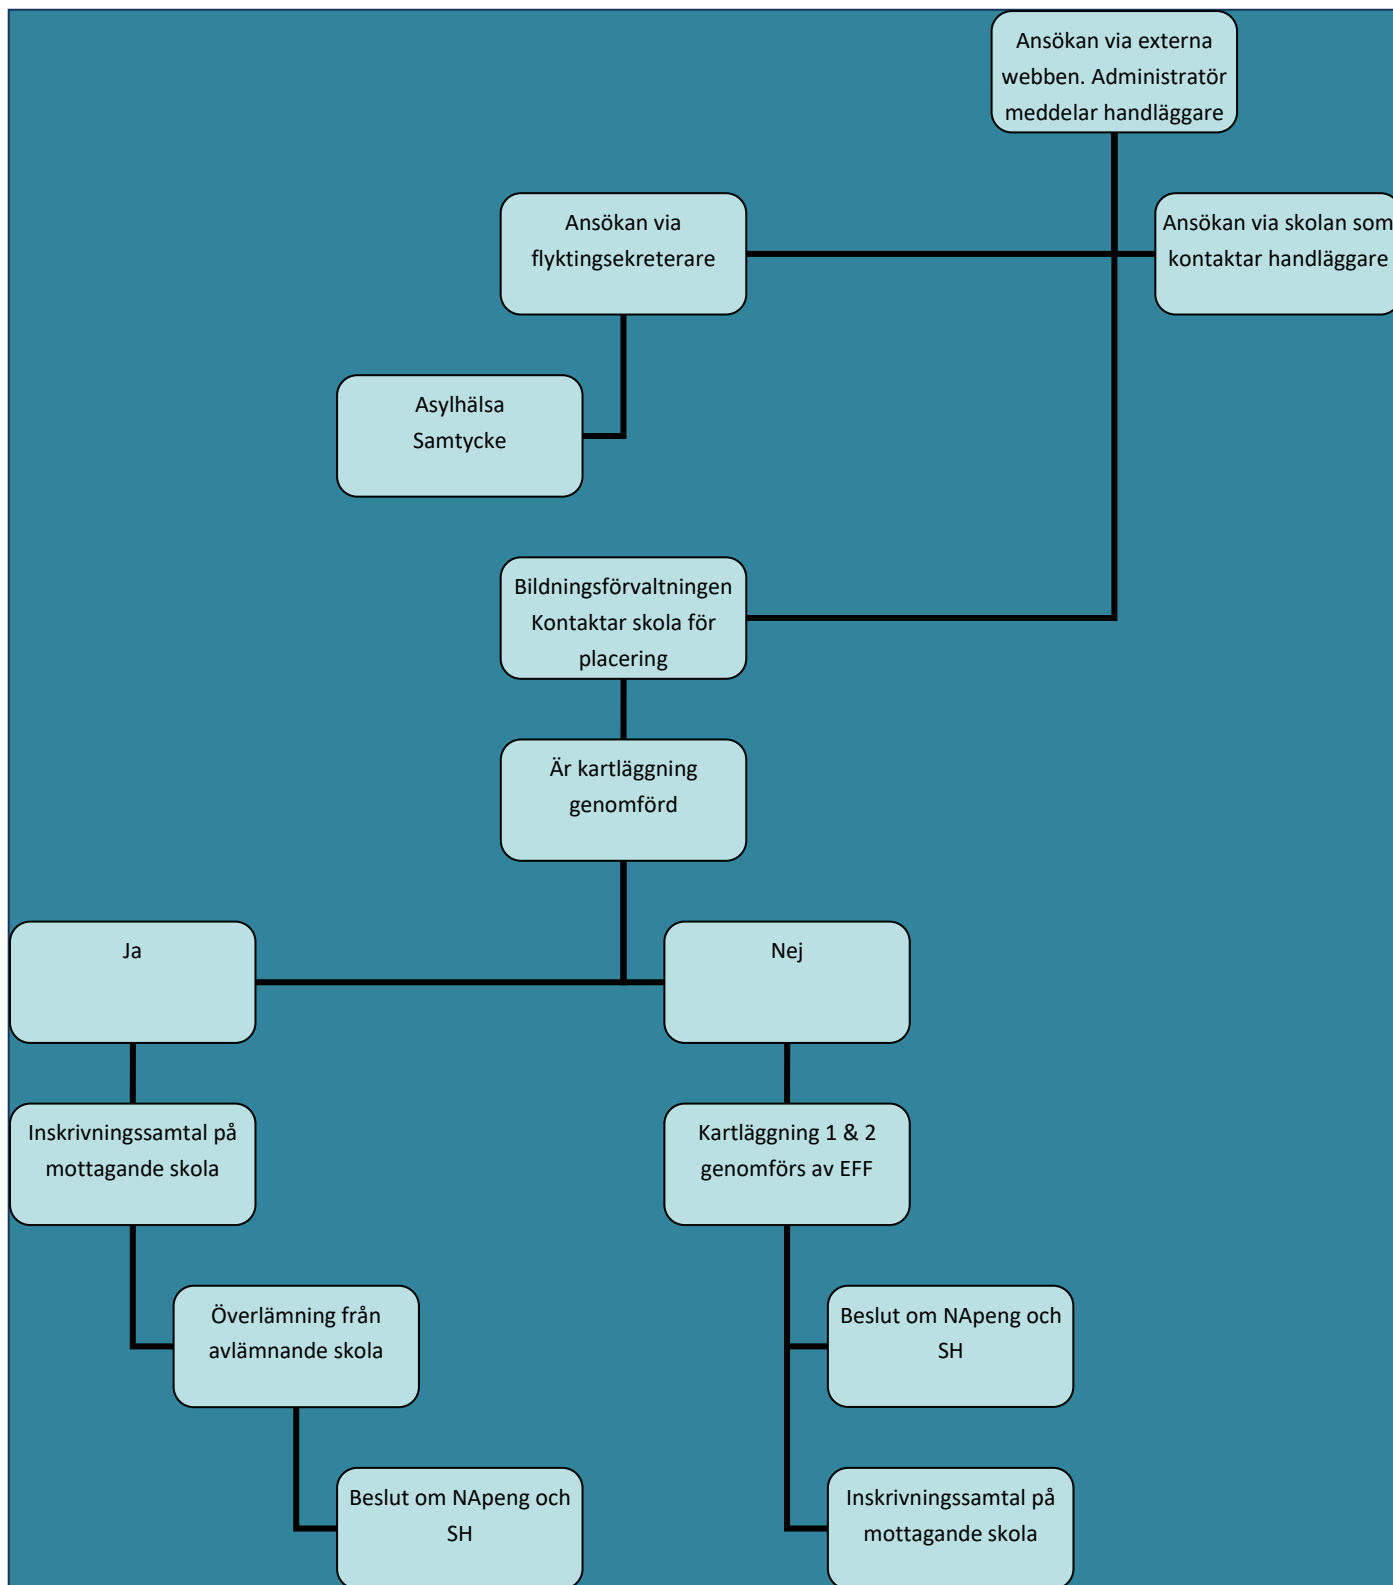 Ansökan via externa
webben. Administratör
meddelar handläggare
Ansökan via
flyktingsekreterare
Ansökan via skolan som
kontaktar handläggare
Asylhälsa
Samtycke
Bildningsförvaltningen
Kontaktar skola för
placering
Är kartläggning
genomförd
Ja
Nej
Inskrivningssamtal på
mottagande skola
Kartläggning 1 & 2
genomförs av EFF
Överlämning från
avlämnande skola
Beslut om NApeng och
SH
Beslut om NApeng och
SH
Inskrivningssamtal på
mottagande skola